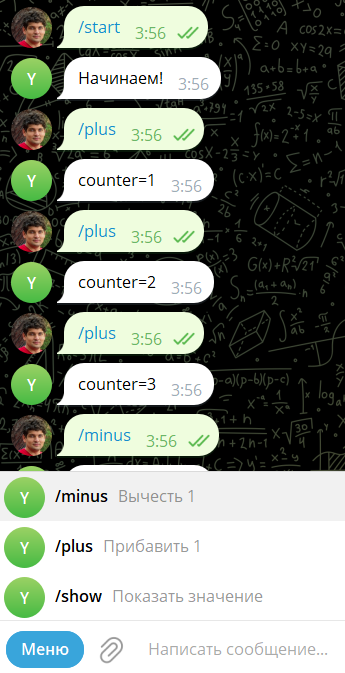 /start 3:56
Y Начинаем! 3:56
/plus 3:56
Y counter=1 3:56
/plus 3:56
Y counter=2 3:56
/plus 3:56
Y counter=3 3:56
/minus 3:56
Y /minus Вычесть 1
Y /plus Прибавить 1
Y /show Показать значение
Меню Написать сообщение...